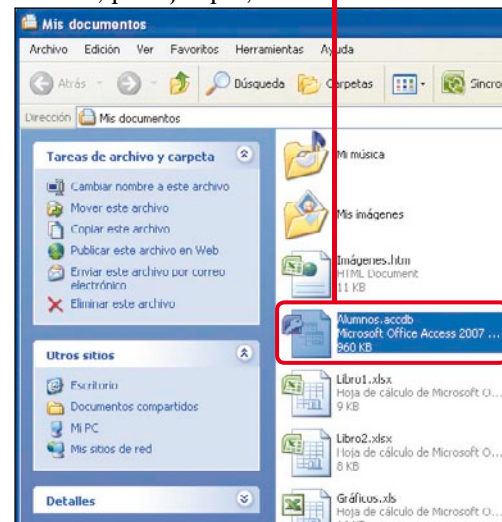 Mis documentos
Archivo Edición Ver Favoritos Herramientas Ayuda
Atrás Búsqueda Carpetas Sincro
Dirección Mis documentos
Tareas de archivo y carpeta
Cambiar nombre a este archivo
Mover este archivo
Copiar este archivo
Publicar este archivo en Web
Enviar este archivo por correo
electrónico
Eliminar este archivo
Otros sitios
Escritorio
Documentos compartidos
Mi PC
Mis sitios de red
Detalles
Mi música
Mis imágenes
Imágenes.htm
HTML Document
11 KB
Alumnos.accdb
Microsoft Office Access 2007 ...
960 KB
Libro1.xlsx
Hoja de cálculo de Microsoft O...
9 KB
Libro2.xlsx
Hoja de cálculo de Microsoft O...
8 KB
Gráficos.xls
Hoja de cálculo de Microsoft O...